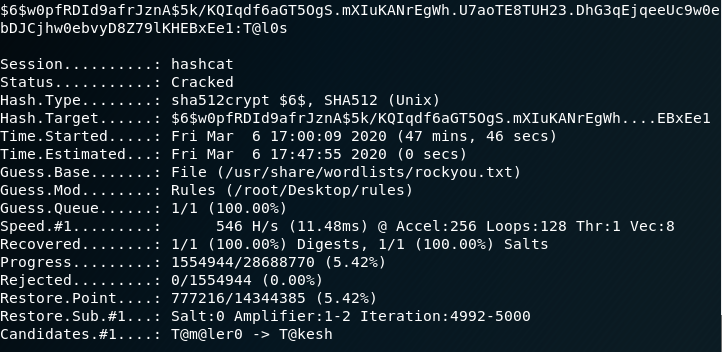 $6$w0pfRDId9afrJznA$5k/KQIqdf6aGT5OgS.mXIuKANrEgWh.U7aoTE8TUH23.DhG3qEjqeeUc9w0e
bDJCjhw0ebvyD8Z79lKHEBxEe1:T@l0s
Session..........: hashcat
Status...........: Cracked
Hash.Type........: sha512crypt $6$, SHA512 (Unix)
Hash.Target......: $6$w0pfRDId9afrJznA$5k/KQIqdf6aGT5OgS.mXIuKANrEgWh....EBxEe1
Time.Started.....: Fri Mar  6 17:00:09 2020 (47 mins, 46 secs)
Time.Estimated...: Fri Mar  6 17:47:55 2020 (0 secs)
Guess.Base.......: File (/usr/share/wordlists/rockyou.txt)
Guess.Mod........: Rules (/root/Desktop/rules)
Guess.Queue......: 1/1 (100.00%)
Speed.#1.........:      546 H/s (11.48ms) @ Accel:256 Loops:128 Thr:1 Vec:8
Recovered........: 1/1 (100.00%) Digests, 1/1 (100.00%) Salts
Progress.........: 1554944/28688770 (5.42%)
Rejected.........: 0/1554944 (0.00%)
Restore.Point....: 777216/14344385 (5.42%)
Restore.Sub.#1...: Salt:0 Amplifier:1-2 Iteration:4992-5000
Candidates.#1....: T@m@ler0 -> T@kesh